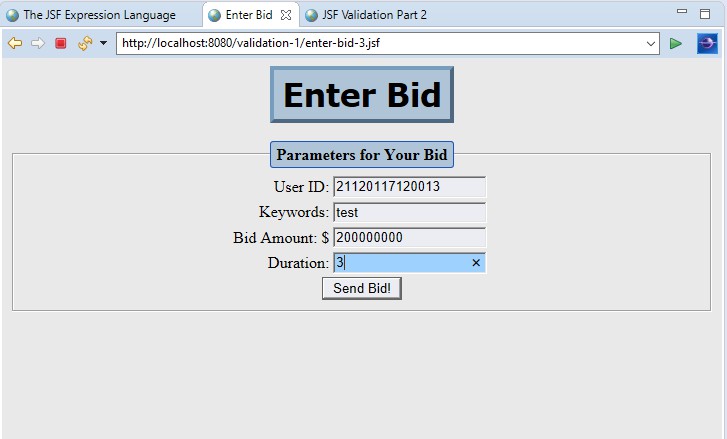 The JSF Expression Language Enter Bid JSF Validation Part 2
http://localhost:8080/validation-1/enter-bid-3.jsf
Enter Bid
Parameters for Your Bid
User ID: 21120117120013
Keywords: test
Bid Amount: $ 200000000
Duration: 3
Send Bid!